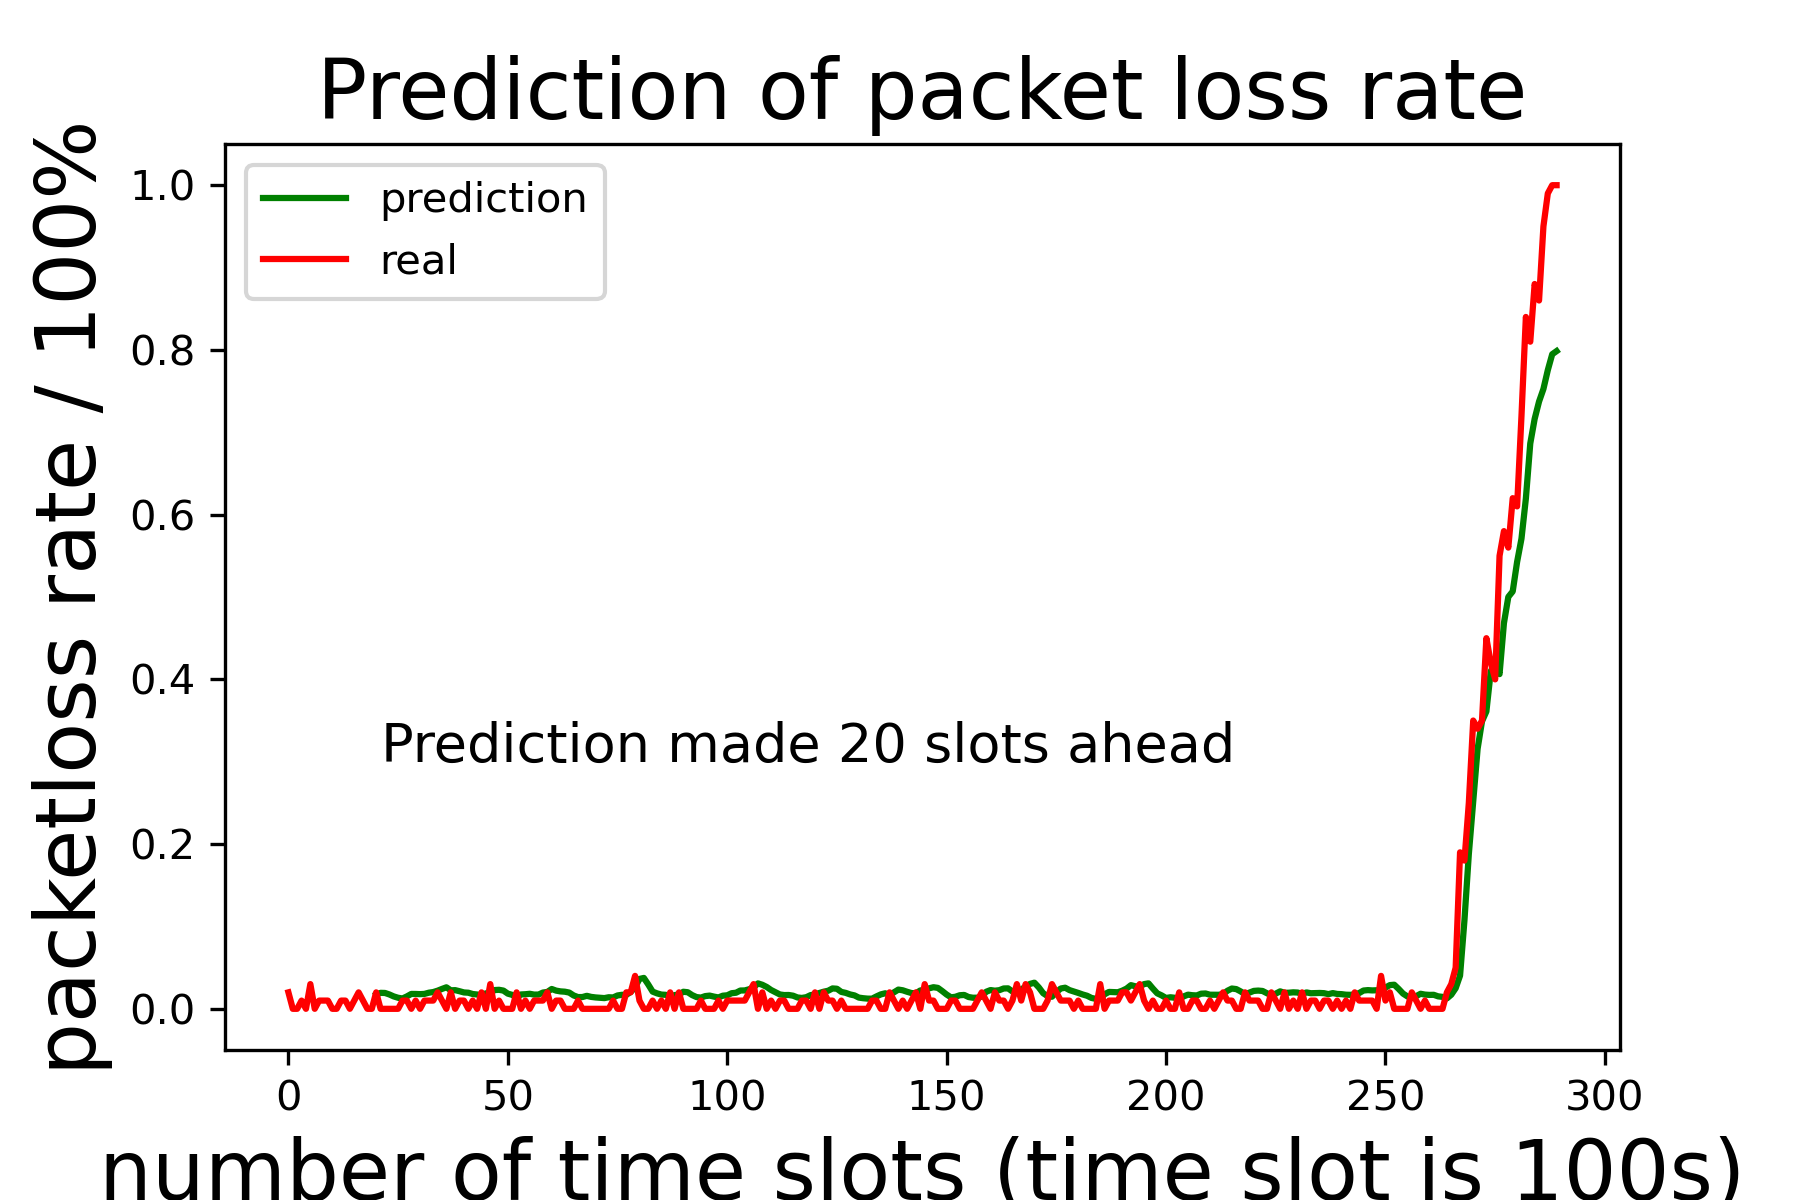 Prediction of packet loss rate
packetloss rate / 100%
1.0
0.8
0.6
0.4
0.2
0.0
prediction
real
Prediction made 20 slots ahead
0 50 100 150 200 250 300
number of time slots (time slot is 100s)